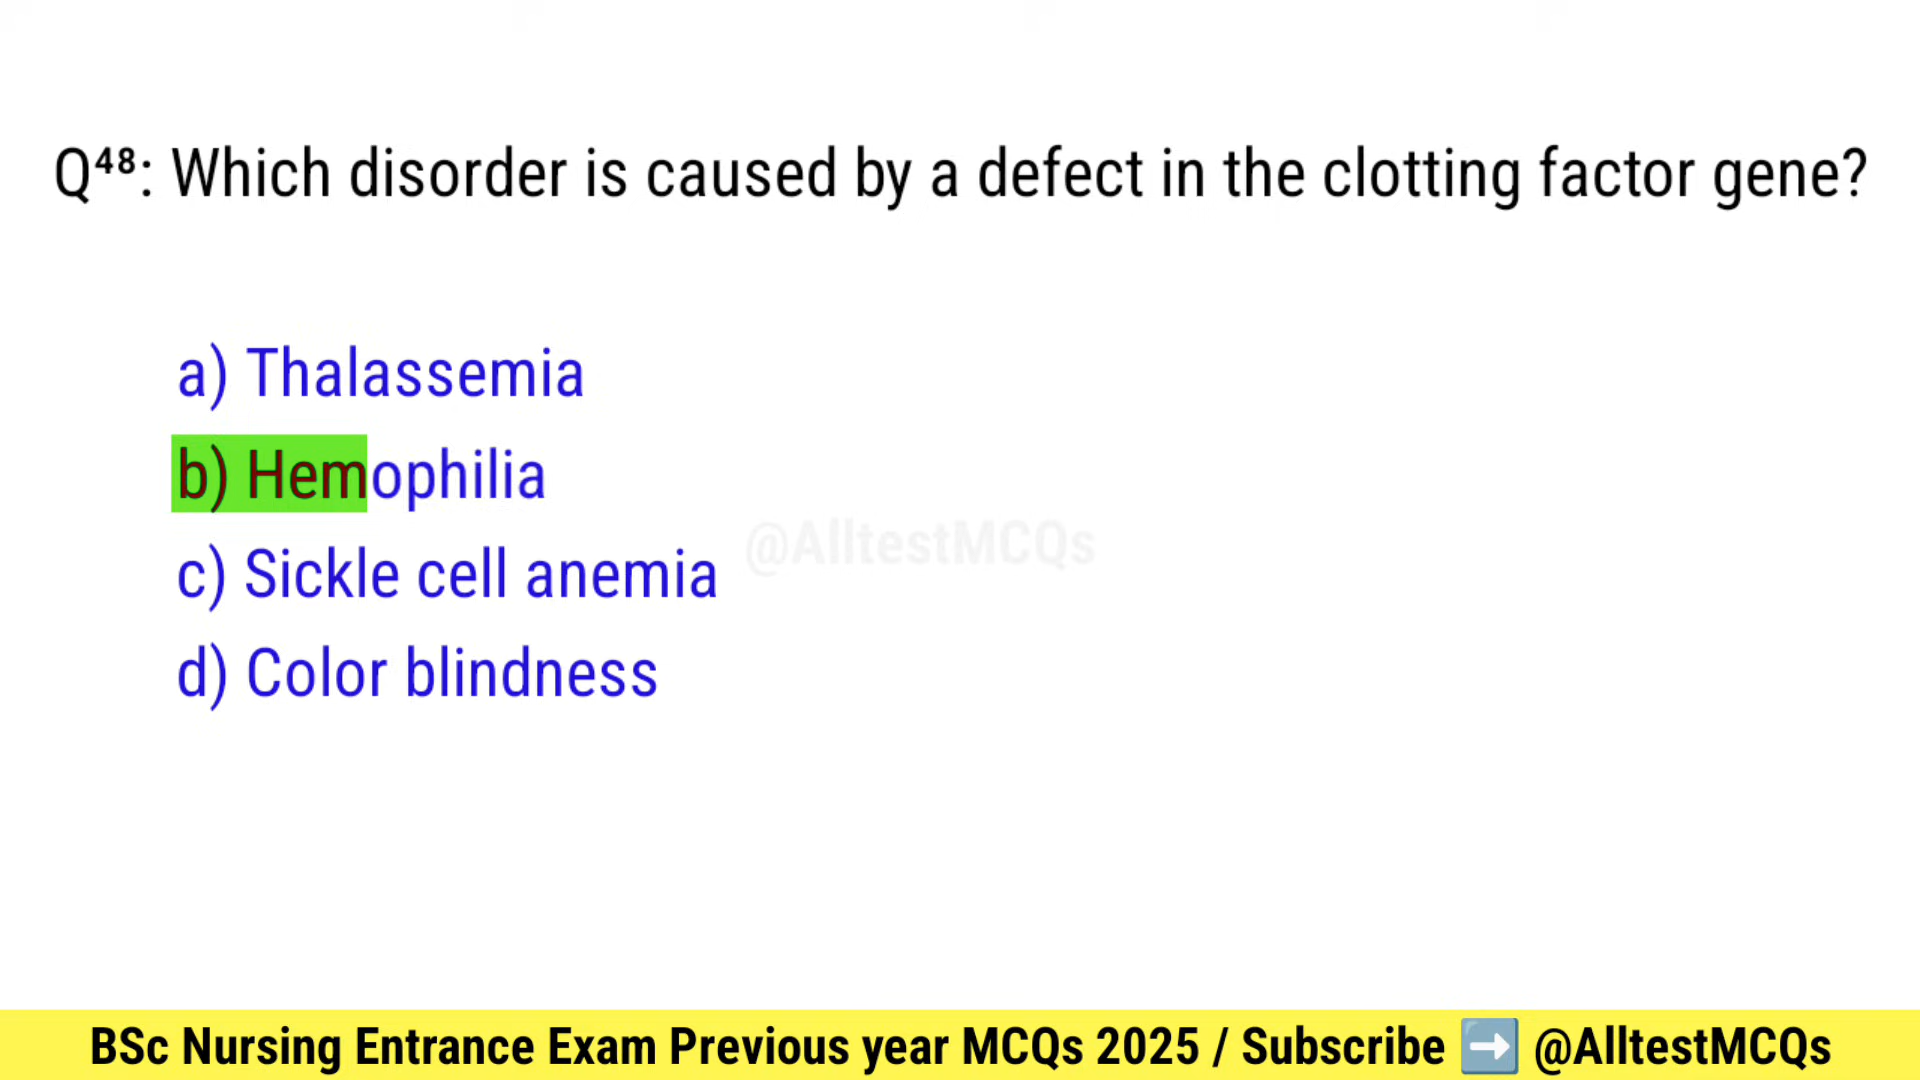 Q⁴⁸: Which disorder is caused by a defect in the clotting factor gene?
a) Thalassemia
b) Hemophilia
@AlltestMCQs
c) Sickle cell anemia
d) Color blindness
BSc Nursing Entrance Exam Previous year MCQs 2025 / Subscribe ➡️ @AlltestMCQs